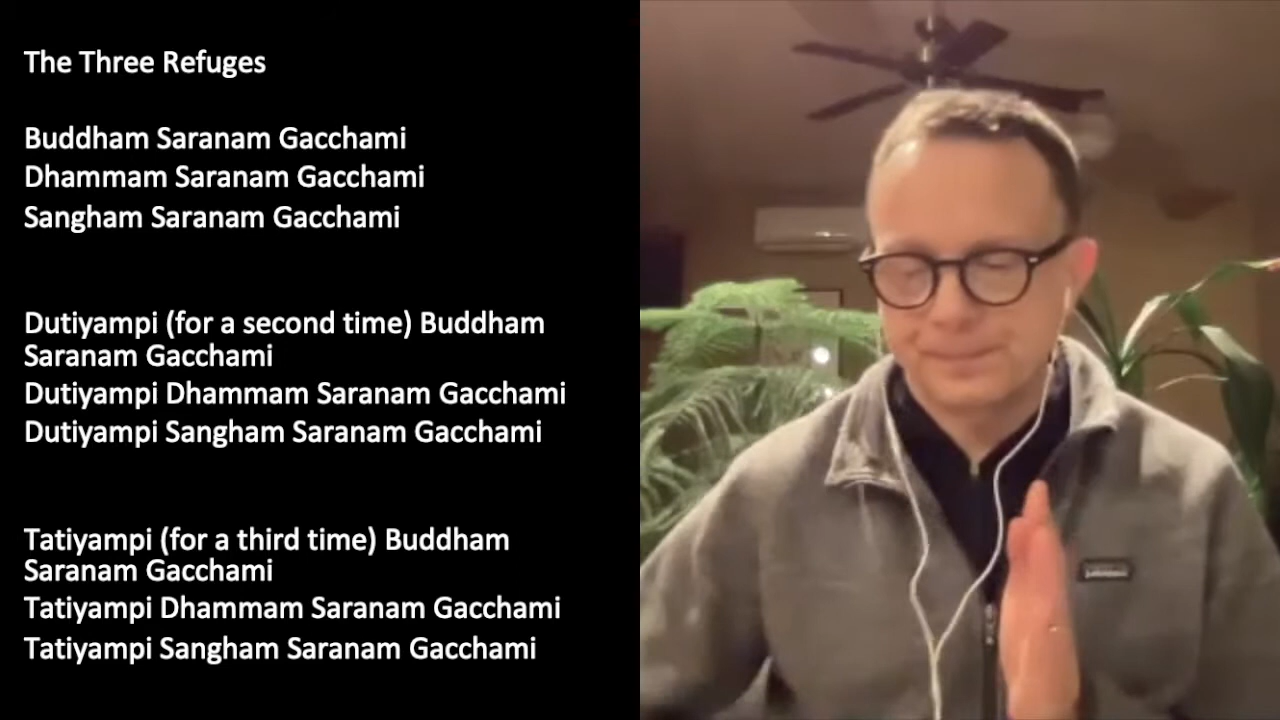 The Three Refuges
Buddham Saranam Gacchami
Dhammam Saranam Gacchami
Sangham Saranam Gacchami
Dutiyampi (for a second time) Buddham
Saranam Gacchami
Dutiyampi Dhammam Saranam Gacchami
Dutiyampi Sangham Saranam Gacchami
Tatiyampi (for a third time) Buddham
Saranam Gacchami
Tatiyampi Dhammam Saranam Gacchami
Tatiyampi Sangham Saranam Gacchami